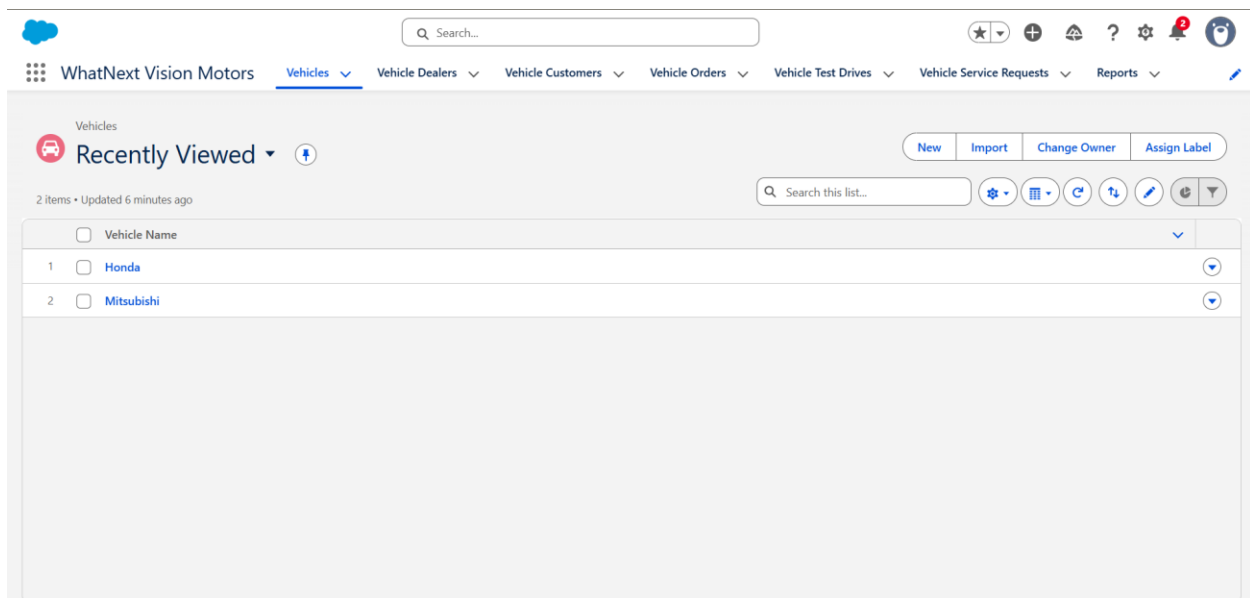 Search...
2
WhatNext Vision Motors Vehicles Vehicle Dealers Vehicle Customers Vehicle Orders Vehicle Test Drives Vehicle Service Requests Reports
Vehicles
Recently Viewed
New Import Change Owner Assign Label
2 items • Updated 6 minutes ago
Search this list...
Vehicle Name
1 Honda
2 Mitsubishi